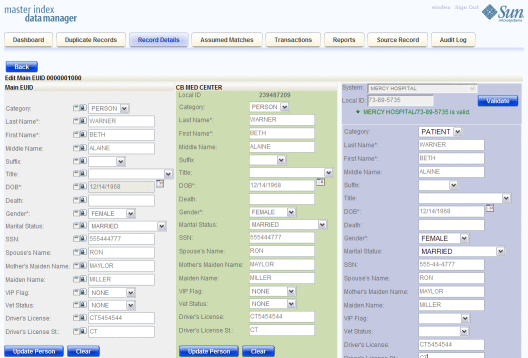 master index
data manager
eindex Sign Out
Sun
microsystems
Dashboard Duplicate Records Record Details Assumed Matches Transactions Reports Source Record Audit Log
Back
Edit Main EUID 0000001000
Main EUID
Category: PERSON
Last Name*: WARNER
First Name*: BETH
Middle Name: ALAINE
Suffix:
Title:
DOB*: 12/14/1968
Death:
Gender*: FEMALE
Marital Status: MARRIED
SSN: 555444777
Spouse's Name: RON
Mother's Maiden Name: MAYLOR
Maiden Name: MILLER
VIP Flag: NONE
Vet Status: NONE
Driver's License: CT5454544
Driver's License St.: CT
Update Person Clear
CB MED CENTER
Local ID 239487209
Category: PERSON
Last Name*: WARNER
First Name*: BETH
Middle Name: ALAINE
Suffix:
Title:
DOB*: 12/14/1968
Death:
Gender*: FEMALE
Marital Status: MARRIED
SSN: 555444777
Spouse's Name: RON
Mother's Maiden Name: MAYLOR
Maiden Name: MILLER
VIP Flag: NONE
Vet Status: NONE
Driver's License: CT5454544
Driver's License St.: CT
Update Person Clear
System: MERCY HOSPITAL
Local ID: 73-89-5735 Validate
MERCY HOSPITAL/73-89-5735 is valid.
Category: PATIENT
Last Name*: WARNER
First Name*: BETH
Middle Name: ALAINE
Suffix:
Title:
DOB*: 12/14/1968
Death:
Gender*: FEMALE
Marital Status: MARRIED
SSN: 555-44-4777
Spouse's Name: RON
Mother's Maiden Name: MAYLOR
Maiden Name: MILLER
VIP Flag:
Vet Status:
Driver's License: CT5454544
Driver's License St.: CT